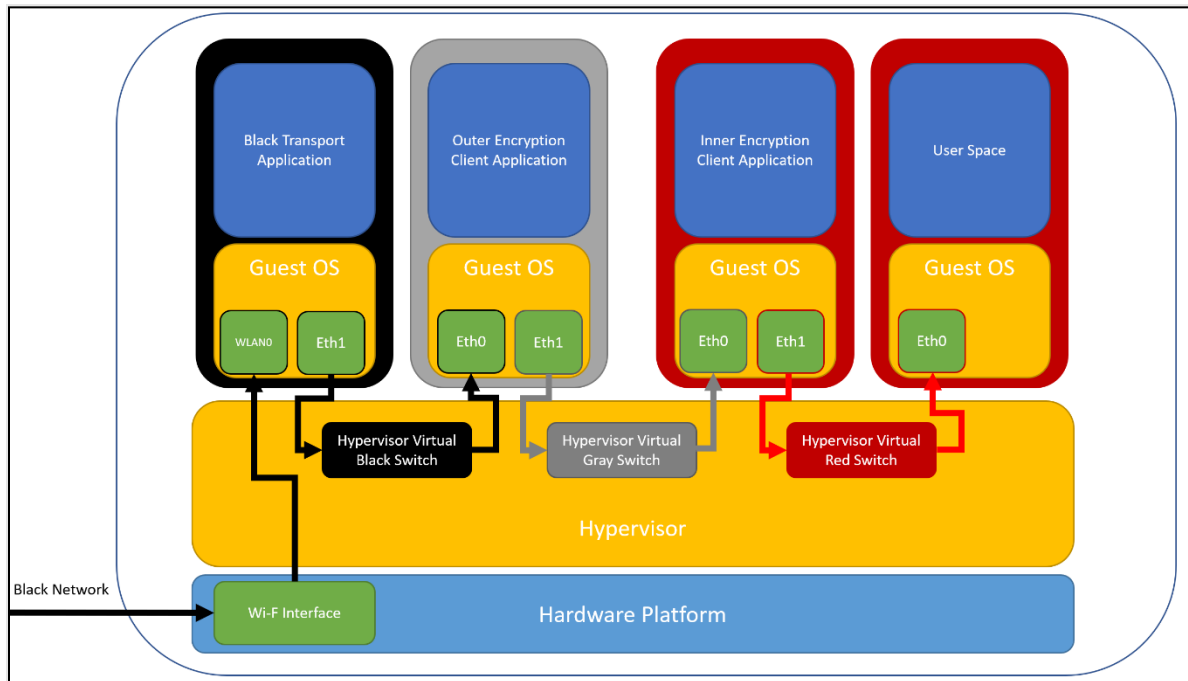 Black Transport
Application
Outer Encryption
Client Application
Inner Encryption
Client Application
User Space
Guest OS
Guest OS
Guest OS
Guest OS
WLAN0
Eth1
Eth0
Eth1
Eth0
Eth1
Eth0
Hypervisor Virtual
Black Switch
Hypervisor Virtual
Gray Switch
Hypervisor Virtual
Red Switch
Hypervisor
Black Network
Wi-F Interface
Hardware Platform